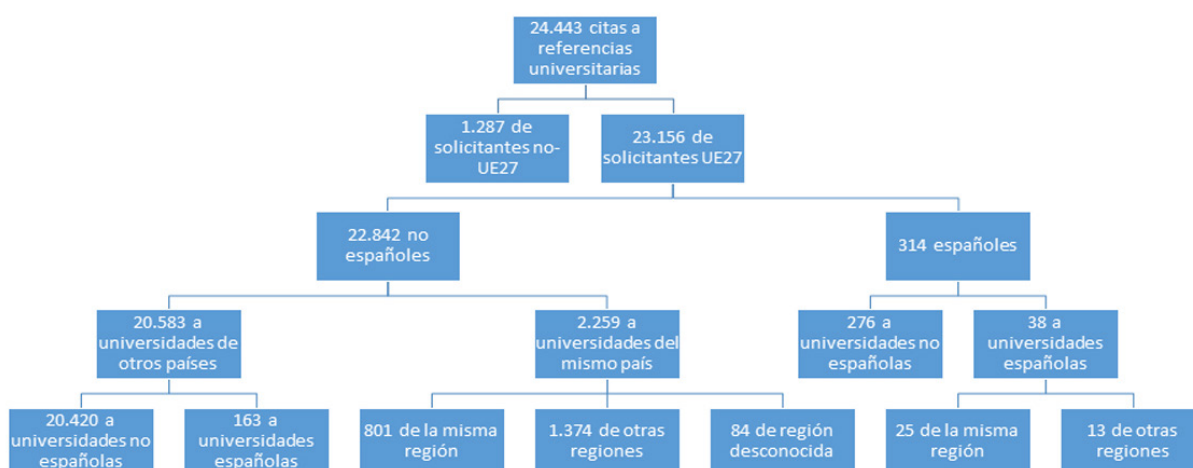 24.443 citas a
referencias
universitarias
1.287 de
solicitantes no-
UE27
23.156 de
solicitantes UE27
22.842 no
españoles
314 españoles
20.583 a
universidades de
otros países
2.259 a
universidades del
mismo país
276 a
universidades no
españolas
38 a
universidades
españolas
20.420 a
universidades no
españolas
163 a
universidades
españolas
801 de la misma
región
1.374 de otras
regiones
84 de región
desconocida
25 de la misma
región
13 de otras
regiones